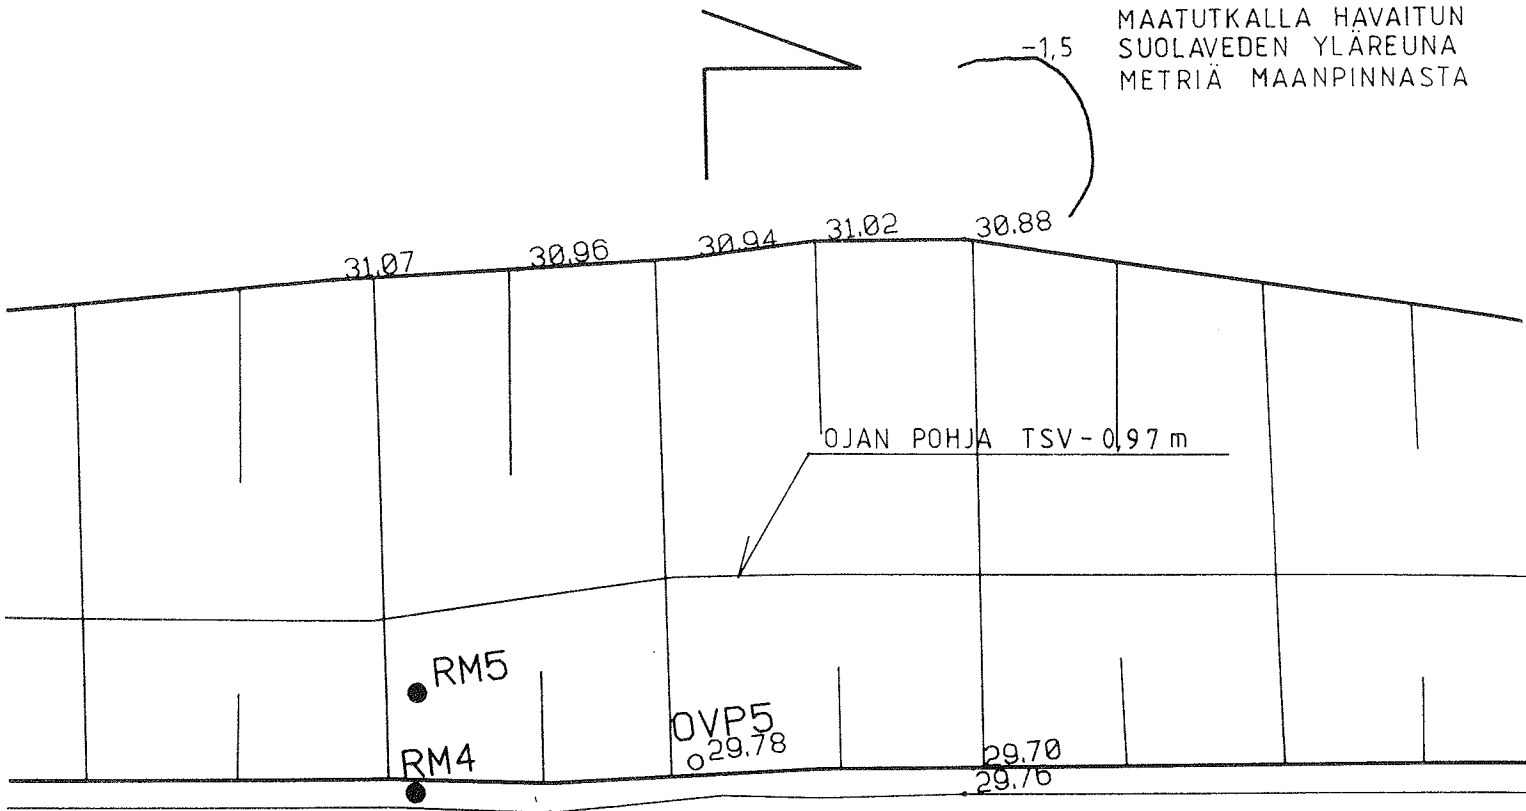 MAATUTKALLA HAVAITUN
-1,5 SUOLAVEDEN YLÄREUNA
METRIÄ MAANPINNASTA
31.07 30.96 30.94 31.02 30.88
OJAN POHJA TSV-0,97 m
RM5
OVP5
29.78
RM4
29.70
29.76